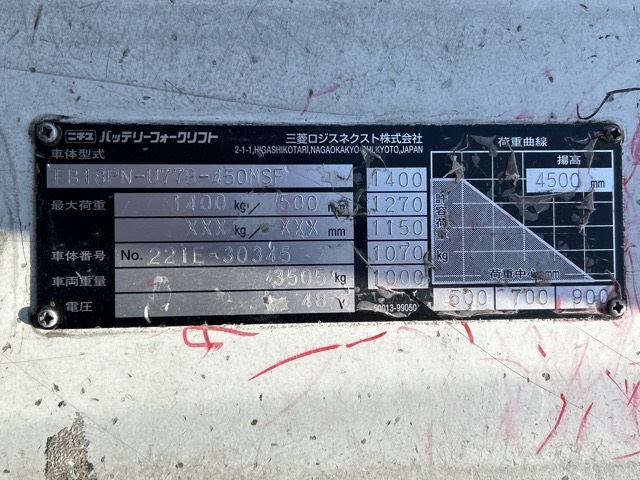 ニチユ バッテリーフォークリフト 三菱ロジスネクスト株式会社
2-1-1,HIGASHIKOTARI,NAGAOKAKYO-SHI,KYOTO,JAPAN
車体型式
FB18PN- -450MSF
最大荷重 1400 kg/ 500 mm
XXX kg/ XXX mm
車体番号 No. 221E-30345
車両重量 3505 kg
電圧 48 V
1400
1270
1150
1070
1000
50013-99050
荷重曲線
揚高
4500 mm
許容荷重
kg
荷重中心 mm
500 700 900